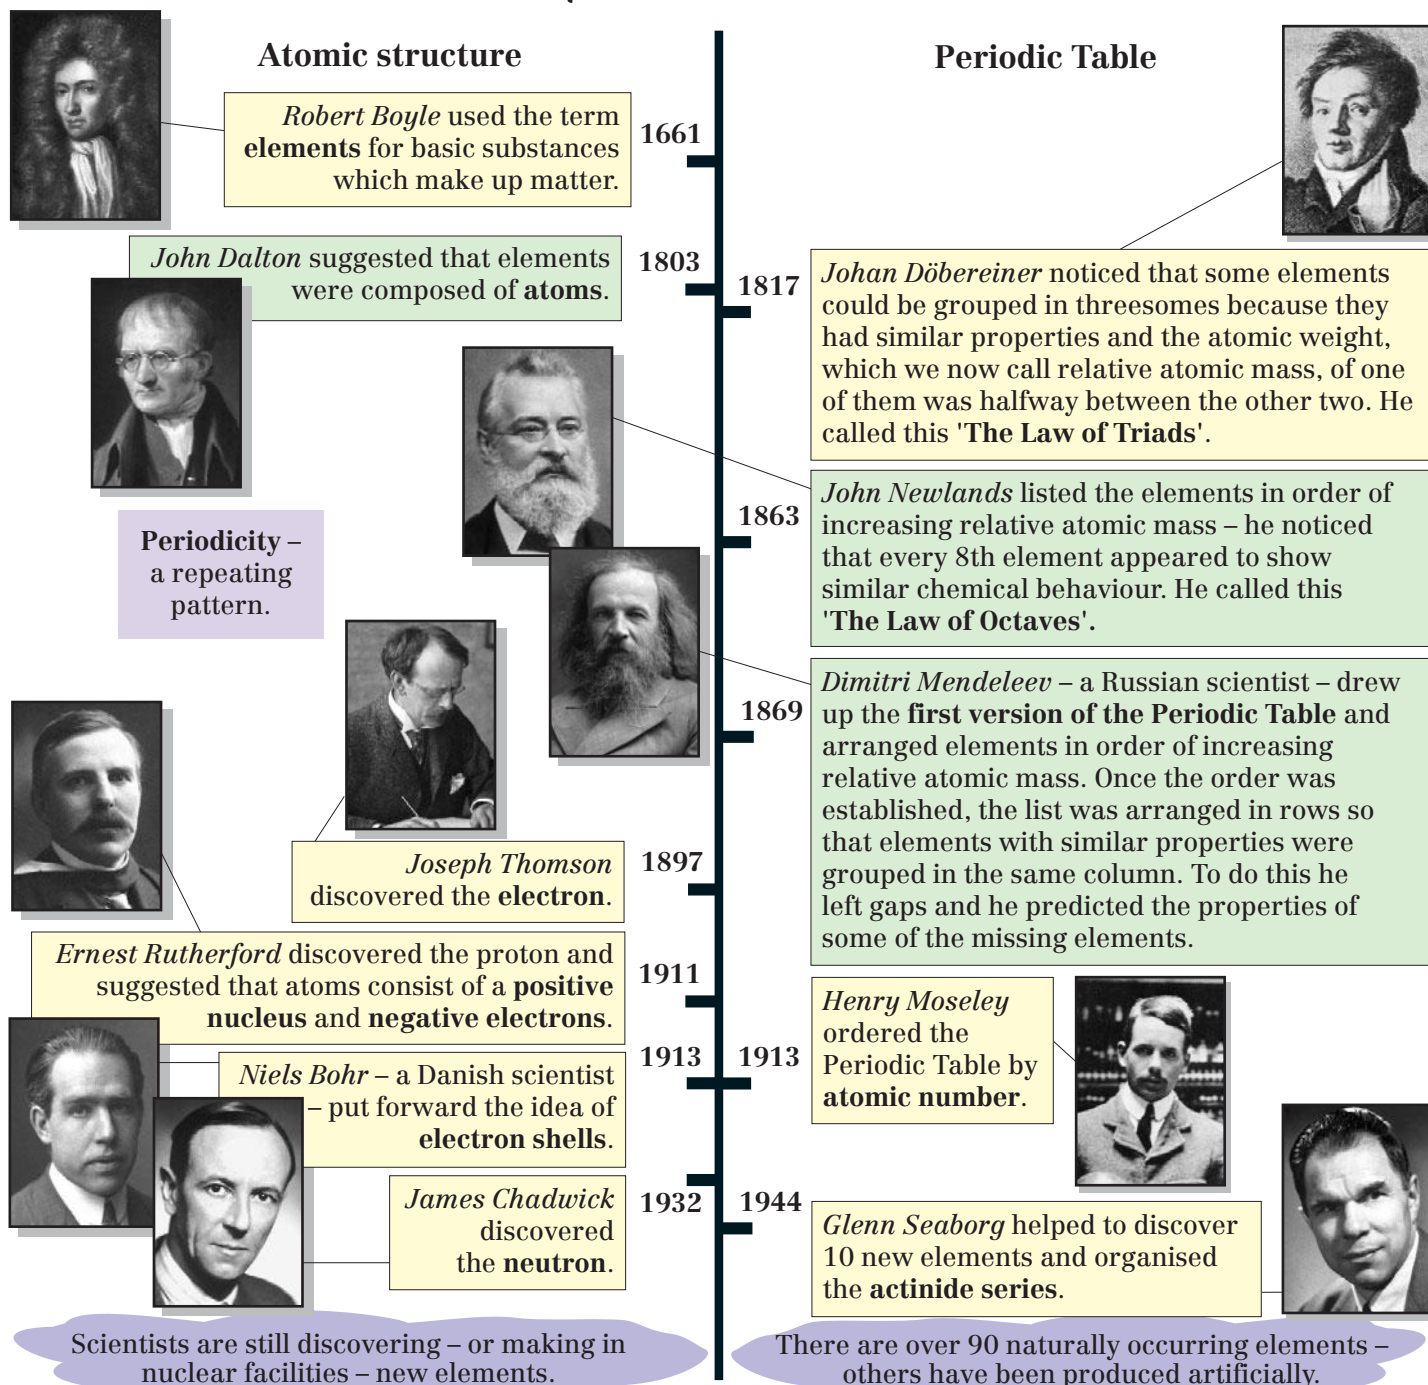 Atomic structure
Robert Boyle used the term
elements for basic substances
which make up matter.
1661
John Dalton suggested that elements
were composed of atoms.
1803
Periodicity –
a repeating
pattern.
Joseph Thomson
discovered the electron.
1897
Ernest Rutherford discovered the proton and
suggested that atoms consist of a positive
nucleus and negative electrons.
1911
Niels Bohr – a Danish scientist
– put forward the idea of
electron shells.
1913
James Chadwick
discovered
the neutron.
1932
Scientists are still discovering – or making in
nuclear facilities – new elements.
Periodic Table
1817
Johan Döbereiner noticed that some elements
could be grouped in threesomes because they
had similar properties and the atomic weight,
which we now call relative atomic mass, of one
of them was halfway between the other two. He
called this 'The Law of Triads'.
1863
John Newlands listed the elements in order of
increasing relative atomic mass – he noticed
that every 8th element appeared to show
similar chemical behaviour. He called this
'The Law of Octaves'.
1869
Dimitri Mendeleev – a Russian scientist – drew
up the first version of the Periodic Table and
arranged elements in order of increasing
relative atomic mass. Once the order was
established, the list was arranged in rows so
that elements with similar properties were
grouped in the same column. To do this he
left gaps and he predicted the properties of
some of the missing elements.
1913
Henry Moseley
ordered the
Periodic Table by
atomic number.
1944
Glenn Seaborg helped to discover
10 new elements and organised
the actinide series.
There are over 90 naturally occurring elements –
others have been produced artificially.